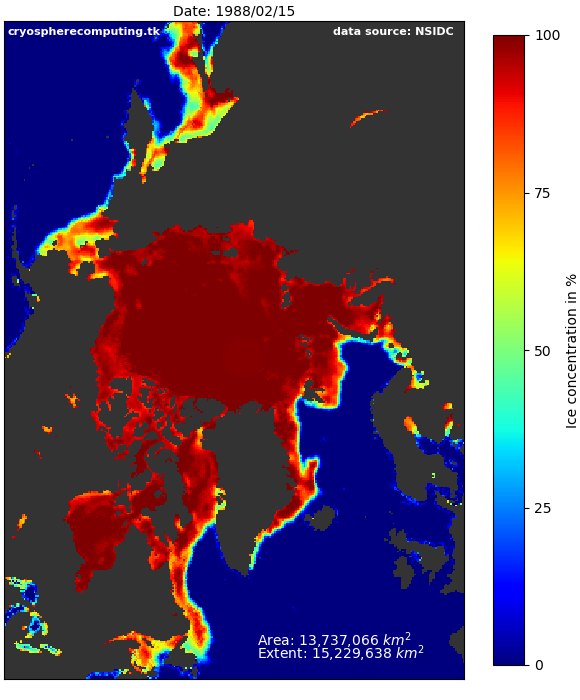 Date: 1988/02/15
cryospherecomputing.tk
data source: NSIDC
100
75
50
25
0
Ice concentration in %
Area: 13,737,066 km²
Extent: 15,229,638 km²